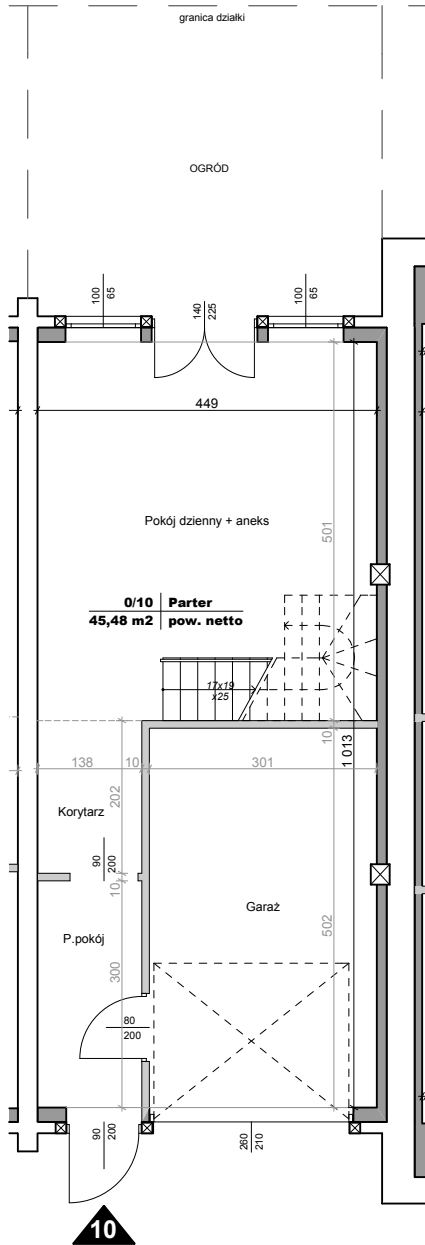 granica działki
OGRÓD
100
65
140
225
100
65
449
Pokój dzienny + aneks
501
0/10 Parter
45,48 m2 pow. netto
17x19
x25
10
1 013
138
10
301
202
Korytarz
90
200
10
Garaż
P.pokój
502
300
80
200
90
200
260
210
10